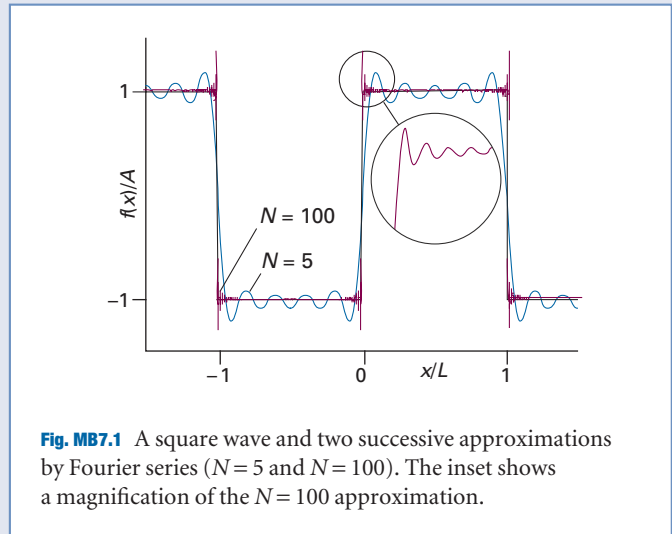 1
f(x)/A
N = 100
N = 5
−1
−1
0
x/L
1
Fig. MB7.1 A square wave and two successive approximations
by Fourier series (N = 5 and N = 100). The inset shows
a magnification of the N = 100 approximation.